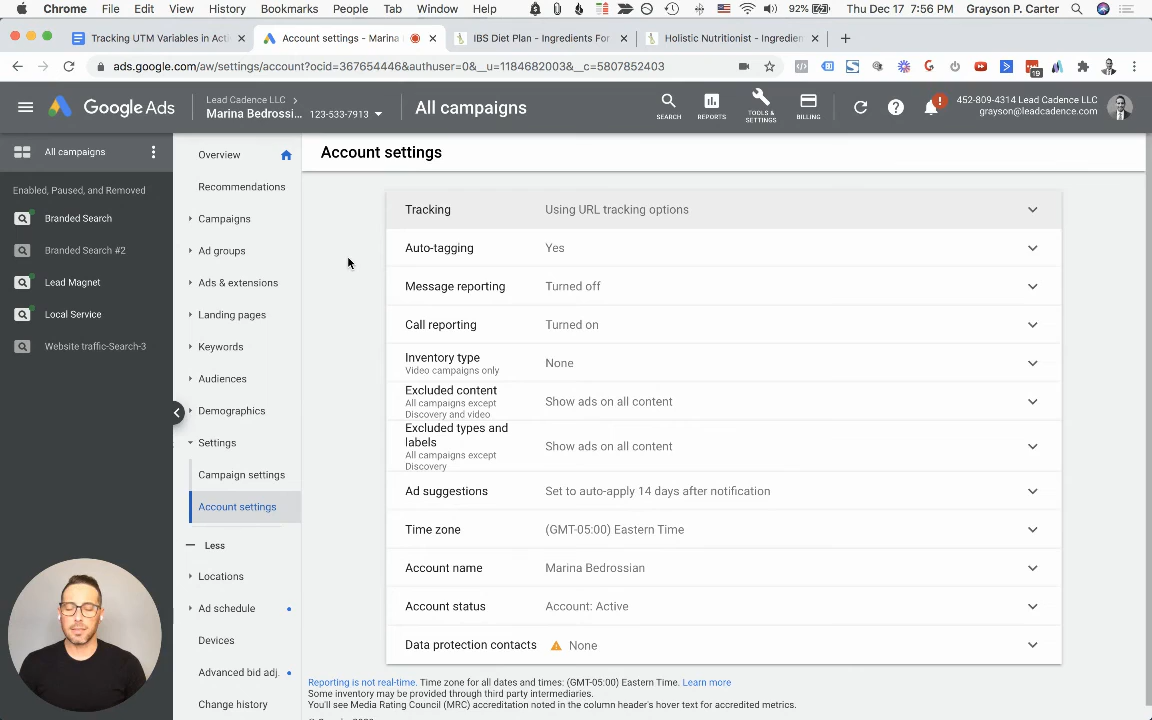 Chrome File Edit View History Bookmarks People Tab Window Help 92% Thu Dec 17 7:56 PM Grayson P. Carter
Tracking UTM Variables in Acti
Account settings - Marina
IBS Diet Plan - Ingredients For
Holistic Nutritionist - Ingredien
ads.google.com/aw/settings/account?ocid=367654446&authuser=0&__u=1184682003&__c=5807852403
19
Google Ads
Lead Cadence LLC
Marina Bedrossi... 123-533-7913
All campaigns
SEARCH
REPORTS
TOOLS &
SETTINGS
BILLING
452-809-4314 Lead Cadence LLC
grayson@leadcadence.com
All campaigns
Enabled, Paused, and Removed
Branded Search
Branded Search #2
Lead Magnet
Local Service
Website traffic-Search-3
Overview
Recommendations
Campaigns
Ad groups
Ads & extensions
Landing pages
Keywords
Audiences
Demographics
Settings
Campaign settings
Account settings
Less
Locations
Ad schedule
Devices
Advanced bid adj.
Change history
Account settings
Tracking Using URL tracking options
Auto-tagging Yes
Message reporting Turned off
Call reporting Turned on
Inventory type None
Video campaigns only
Excluded content Show ads on all content
All campaigns except
Discovery and video
Excluded types and
labels Show ads on all content
All campaigns except
Discovery
Ad suggestions Set to auto-apply 14 days after notification
Time zone (GMT-05:00) Eastern Time
Account name Marina Bedrossian
Account status Account: Active
Data protection contacts None
Reporting is not real-time. Time zone for all dates and times: (GMT-05:00) Eastern Time. Learn more
Some inventory may be provided through third party intermediaries.
You'll see Media Rating Council (MRC) accreditation noted in the column header's hover text for accredited metrics.